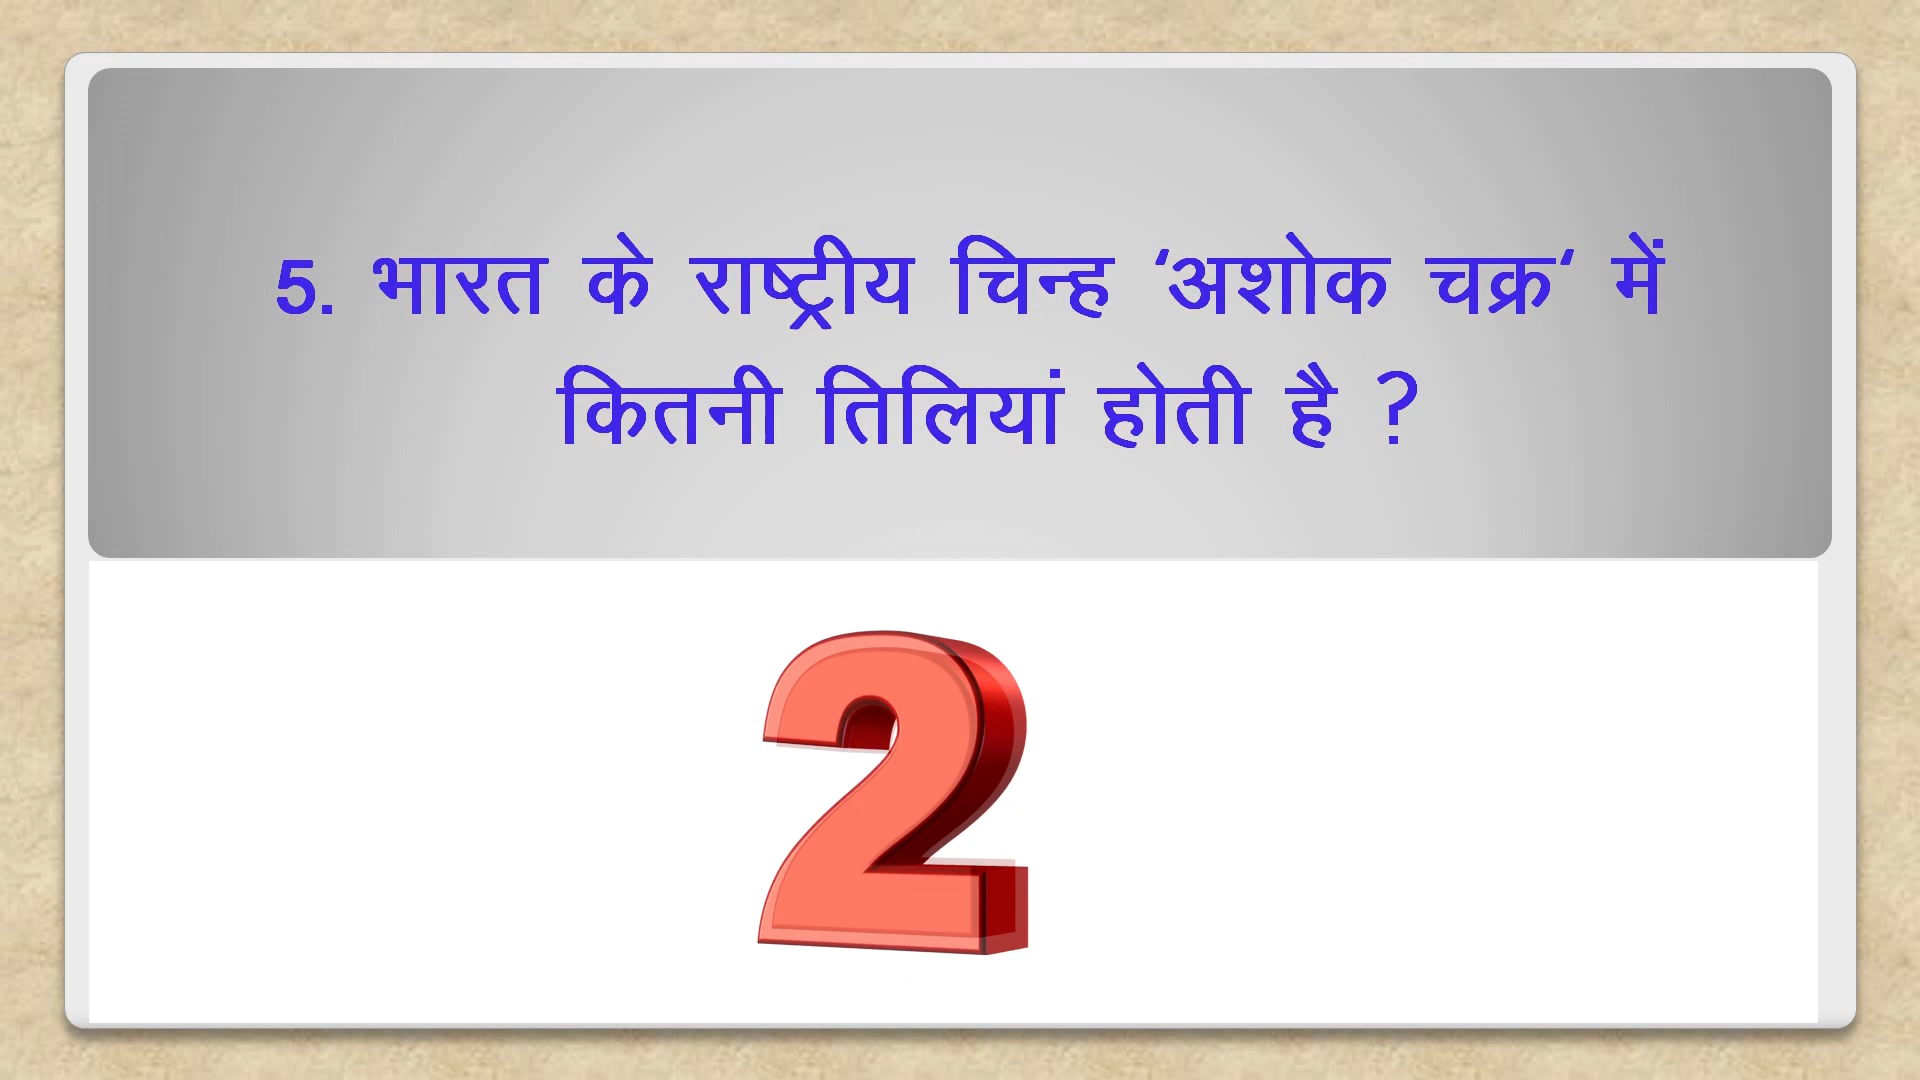 5. भारत के राष्ट्रीय चिन्ह ‘अशोक चक्र‘ में
कितनी तिलियां होती है ?
2